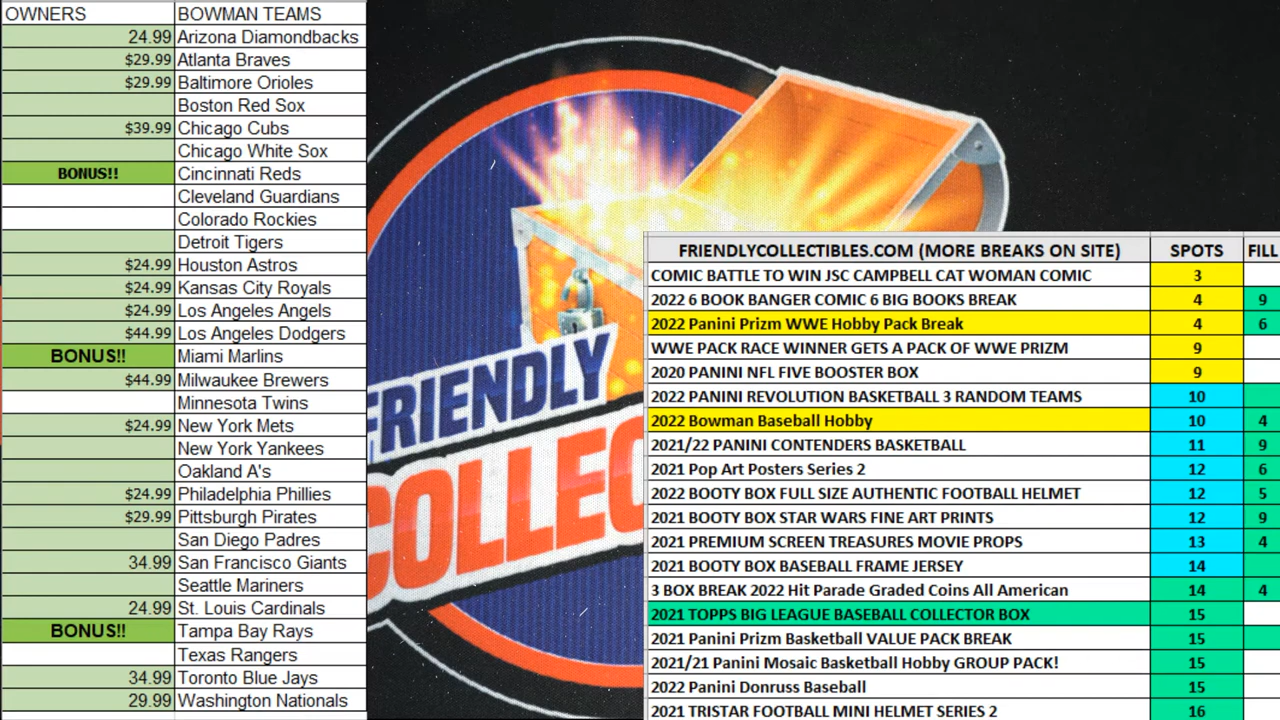 OWNERS BOWMAN TEAMS
24.99 Arizona Diamondbacks
$29.99 Atlanta Braves
$29.99 Baltimore Orioles
Boston Red Sox
$39.99 Chicago Cubs
Chicago White Sox
BONUS!! Cincinnati Reds
Cleveland Guardians
Colorado Rockies
Detroit Tigers
$24.99 Houston Astros
$24.99 Kansas City Royals
$24.99 Los Angeles Angels
$44.99 Los Angeles Dodgers
BONUS!! Miami Marlins
$44.99 Milwaukee Brewers
Minnesota Twins
$24.99 New York Mets
New York Yankees
Oakland A's
$24.99 Philadelphia Phillies
$29.99 Pittsburgh Pirates
San Diego Padres
34.99 San Francisco Giants
Seattle Mariners
24.99 St. Louis Cardinals
BONUS!! Tampa Bay Rays
Texas Rangers
34.99 Toronto Blue Jays
29.99 Washington Nationals
FRIENDLY
COLLEC
FRIENDLYCOLLECTIBLES.COM (MORE BREAKS ON SITE) SPOTS FILL
COMIC BATTLE TO WIN JSC CAMPBELL CAT WOMAN COMIC 3
2022 6 BOOK BANGER COMIC 6 BIG BOOKS BREAK 4 9
2022 Panini Prizm WWE Hobby Pack Break 4 6
WWE PACK RACE WINNER GETS A PACK OF WWE PRIZM 9
2020 PANINI NFL FIVE BOOSTER BOX 9
2022 PANINI REVOLUTION BASKETBALL 3 RANDOM TEAMS 10
2022 Bowman Baseball Hobby 10 4
2021/22 PANINI CONTENDERS BASKETBALL 11 9
2021 Pop Art Posters Series 2 12 6
2022 BOOTY BOX FULL SIZE AUTHENTIC FOOTBALL HELMET 12 5
2021 BOOTY BOX STAR WARS FINE ART PRINTS 12 9
2021 PREMIUM SCREEN TREASURES MOVIE PROPS 13 4
2021 BOOTY BOX BASEBALL FRAME JERSEY 14
3 BOX BREAK 2022 Hit Parade Graded Coins All American 14 4
2021 TOPPS BIG LEAGUE BASEBALL COLLECTOR BOX 15
2021 Panini Prizm Basketball VALUE PACK BREAK 15
2021/21 Panini Mosaic Basketball Hobby GROUP PACK! 15
2022 Panini Donruss Baseball 15
2021 TRISTAR FOOTBALL MINI HELMET SERIES 2 16